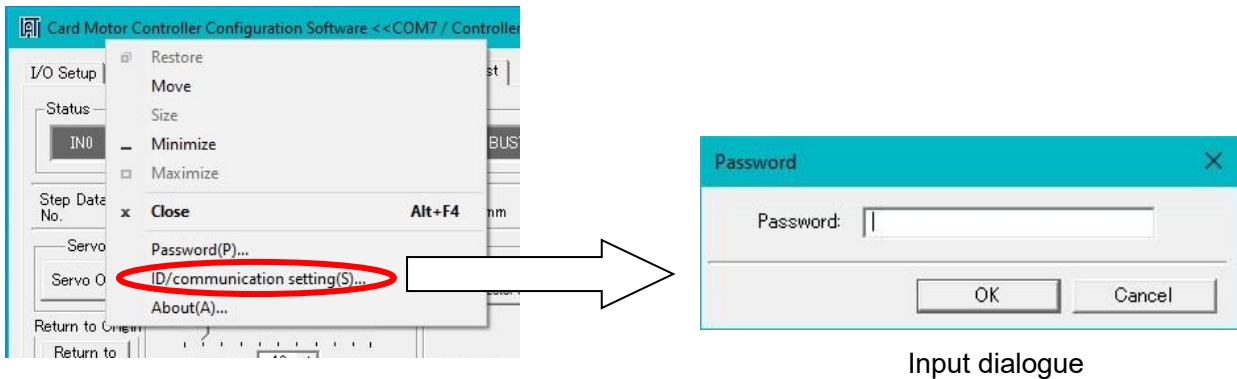 Card Motor Controller Configuration Software <<COM7 / Controller
I/O Setup
st
Status
IN0
BUS
Step Data
No.
mm
Servo
Servo O
Return to Origin
Return to
Restore
Move
Size
Minimize
Maximize
x Close Alt+F4
Password(P)...
ID/communication setting(S)...
About(A)...
Password
Password:
OK Cancel
Input dialogue